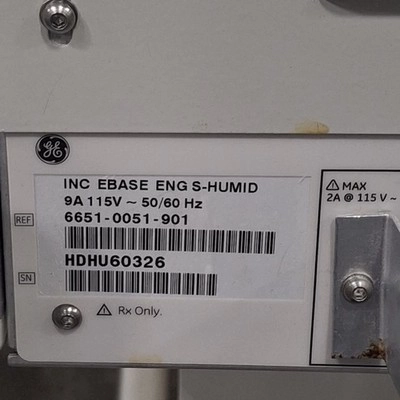 GE
INC EBASE ENG S-HUMID
9A 115V ~ 50/60 Hz
REF
6651-0051-901
HDHU60326
SN
⚠ Rx Only.
⚠ MAX
2A @ 115 V ~